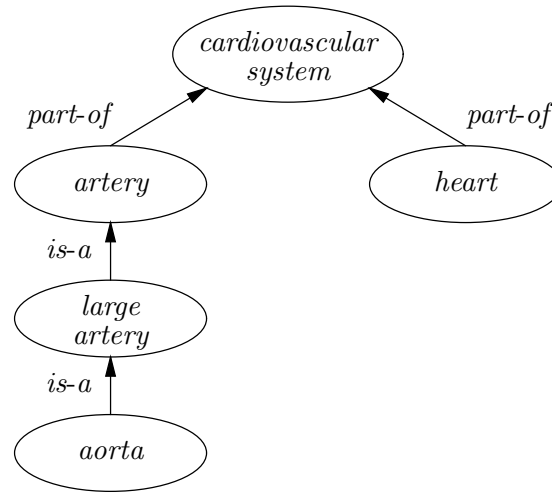 cardiovascular
system
part-of
part-of
artery
heart
is-a
large
artery
is-a
aorta